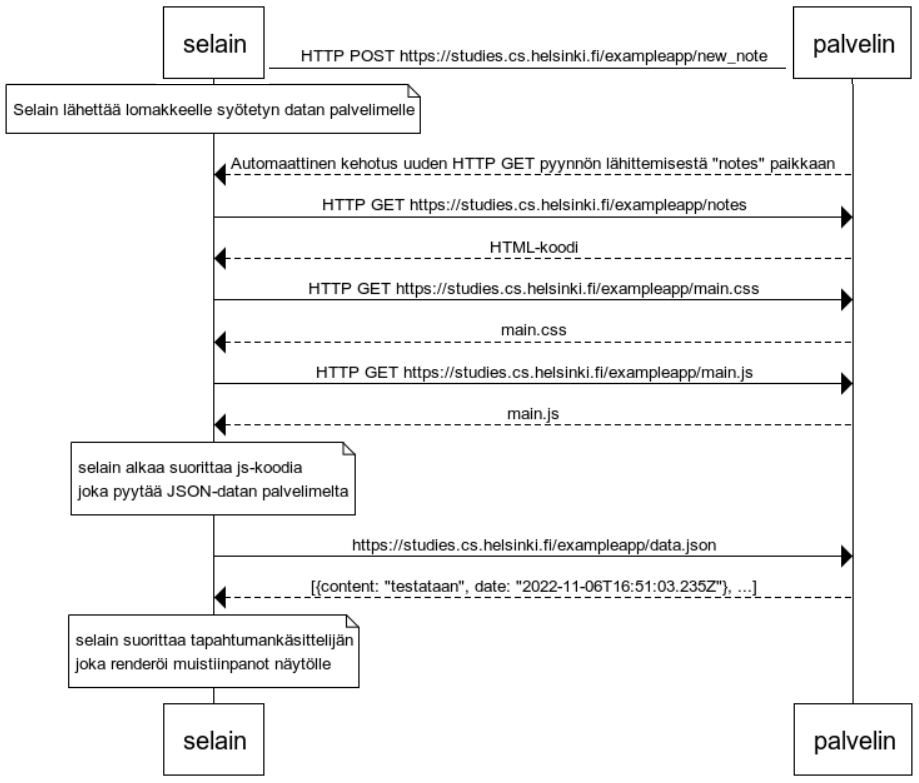 selain
palvelin
HTTP POST https://studies.cs.helsinki.fi/exampleapp/new_note
Selain lähettää lomakkeelle syötetyn datan palvelimelle
Automaattinen kehotus uuden HTTP GET pyynnön lähittemisestä "notes" paikkaan
HTTP GET https://studies.cs.helsinki.fi/exampleapp/notes
HTML-koodi
HTTP GET https://studies.cs.helsinki.fi/exampleapp/main.css
main.css
HTTP GET https://studies.cs.helsinki.fi/exampleapp/main.js
main.js
selain alkaa suorittaa js-koodia
joka pyytää JSON-datan palvelimelta
https://studies.cs.helsinki.fi/exampleapp/data.json
[{content: "testataan", date: "2022-11-06T16:51:03.235Z"}, ...]
selain suorittaa tapahtumankäsittelijän
joka renderöi muistiinpanot näytölle
selain
palvelin